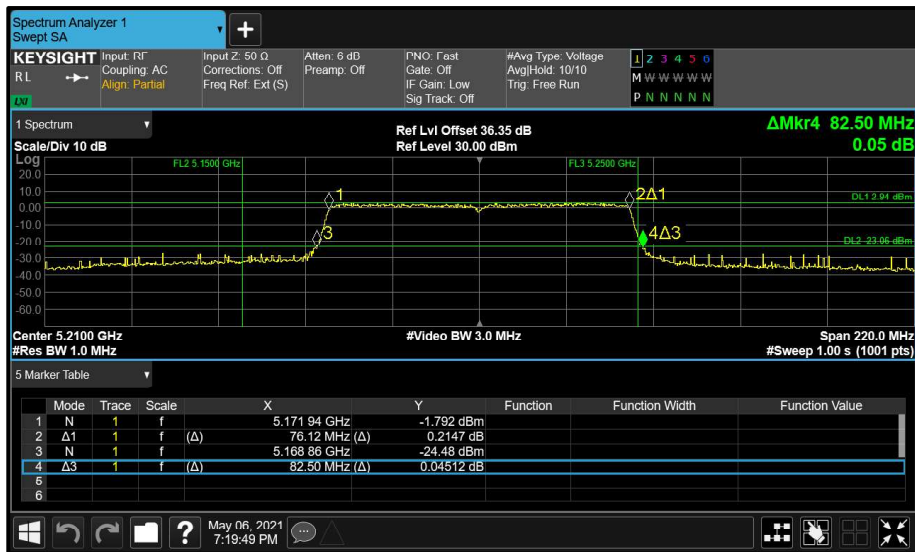 Spectrum Analyzer 1
Swept SA
+
KEYSIGHT
RL
LXI
Input: RF
Coupling: AC
Align: Partial
Input Z: 50 Ω
Corrections: Off
Freq Ref: Ext (S)
Atten: 6 dB
Preamp: Off
PNO: Fast
Gate: Off
IF Gain: Low
Sig Track: Off
#Avg Type: Voltage
Avg|Hold: 10/10
Trig: Free Run
1 2 3 4 5 6
M W W W W W
P N N N N N
1 Spectrum
Scale/Div 10 dB
Ref Lvl Offset 36.35 dB
Ref Level 30.00 dBm
ΔMkr4 82.50 MHz
0.05 dB
Log
FL2 5.1500 GHz
FL3 5.2500 GHz
20.0
10.0
0.00
-10.0
-20.0
-30.0
-40.0
-50.0
-60.0
1
2Δ1
3
4Δ3
DL1 2.94 dBm
DL2 -23.06 dBm
Center 5.2100 GHz
#Video BW 3.0 MHz
Span 220.0 MHz
#Res BW 1.0 MHz
#Sweep 1.00 s (1001 pts)
5 Marker Table
Mode Trace Scale X Y Function Function Width Function Value
1 N 1 f 5.171 94 GHz -1.792 dBm
2 Δ1 1 f (Δ) 76.12 MHz (Δ) 0.2147 dB
3 N 1 f 5.168 86 GHz -24.48 dBm
4 Δ3 1 f (Δ) 82.50 MHz (Δ) 0.04512 dB
5
6
?
May 06, 2021
7:19:49 PM